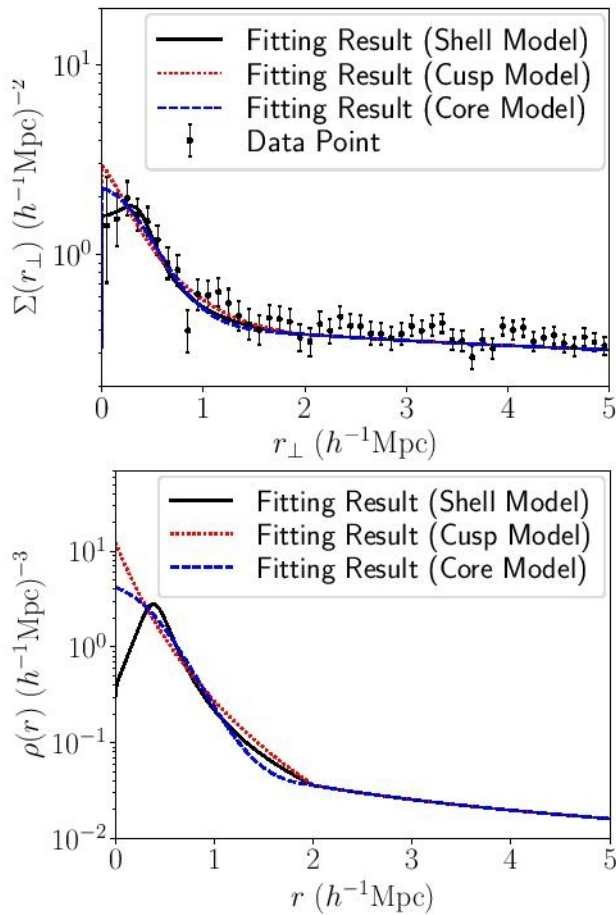 10¹
10⁰
Σ(r⊥) (h⁻¹Mpc)⁻²
Fitting Result (Shell Model)
Fitting Result (Cusp Model)
Fitting Result (Core Model)
Data Point
0 1 2 3 4 5
r⊥ (h⁻¹Mpc)
10¹
10⁰
10⁻¹
10⁻²
ρ(r) (h⁻¹Mpc)⁻³
Fitting Result (Shell Model)
Fitting Result (Cusp Model)
Fitting Result (Core Model)
0 1 2 3 4 5
r (h⁻¹Mpc)